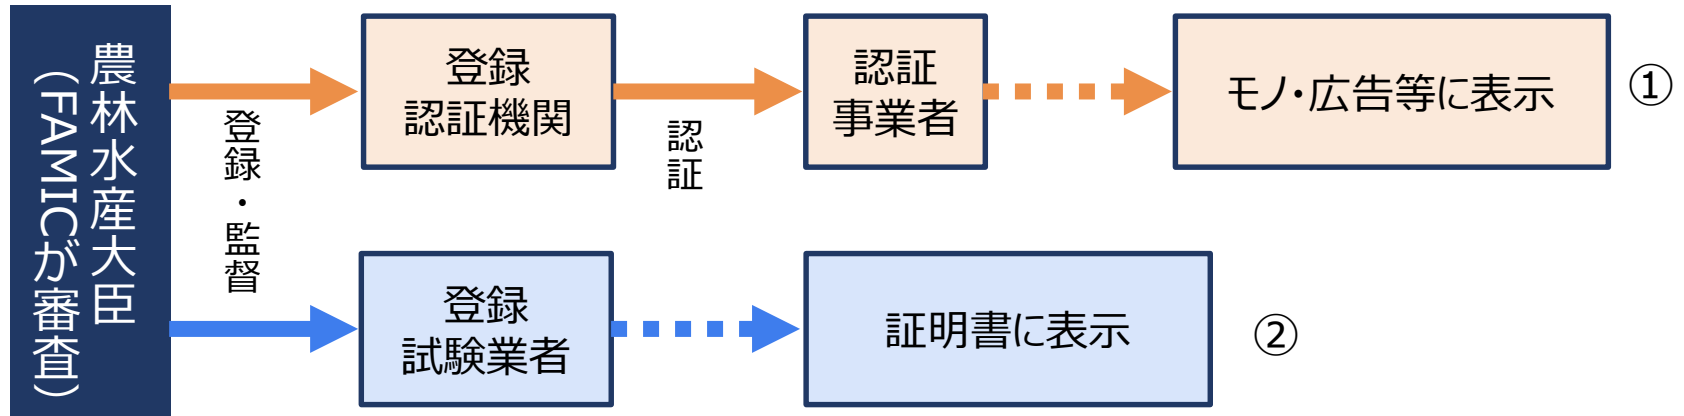 農林水産大臣
(FAMICが審査)
登録・監督
登録
認証機関
認証
認証
事業者
モノ・広告等に表示
①
登録
試験業者
証明書に表示
②